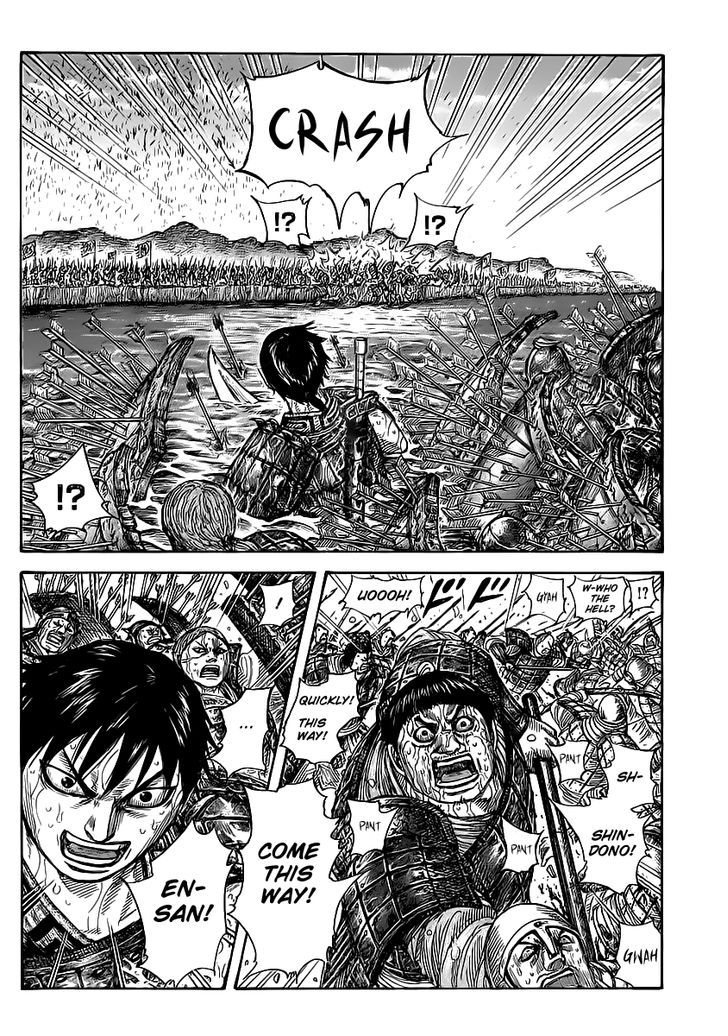 CRASH
!?
!?
!?
!?
W-WHO
THE
HELL?
GYAH
ドドド
UOOOH!
QUICKLY!
THIS
WAY!
PANT
SH-
SHIN-
DONO!
PANT
PANT
COME
THIS
WAY!
GWAH
!
...
EN-
SAN!